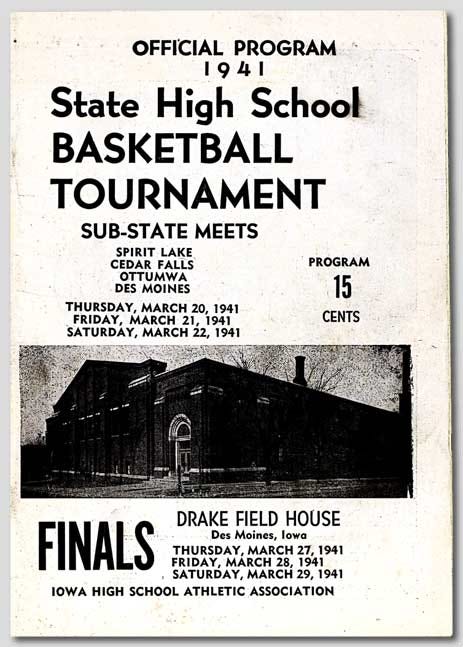 OFFICIAL PROGRAM
1941
State High School
BASKETBALL
TOURNAMENT
SUB-STATE MEETS
SPIRIT LAKE
CEDAR FALLS
OTTUMWA
DES MOINES
THURSDAY, MARCH 20, 1941
FRIDAY, MARCH 21, 1941
SATURDAY, MARCH 22, 1941
PROGRAM
15
CENTS
FINALS
DRAKE FIELD HOUSE
Des Moines, Iowa
THURSDAY, MARCH 27, 1941
FRIDAY, MARCH 28, 1941
SATURDAY, MARCH 29, 1941
IOWA HIGH SCHOOL ATHLETIC ASSOCIATION